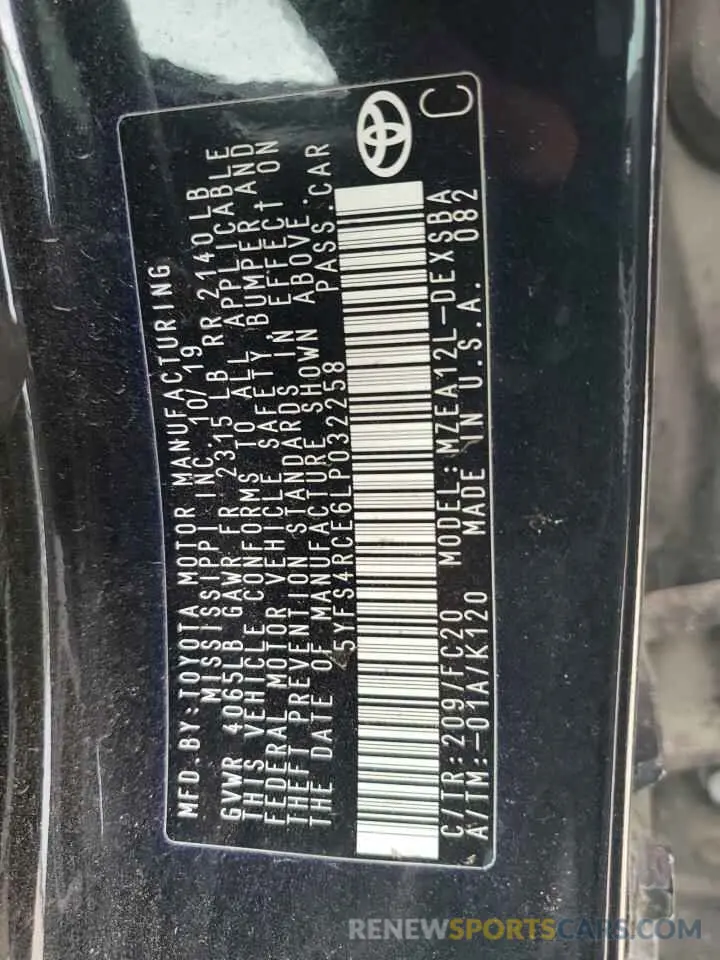 MFD. BY: TOYOTA MOTOR MANUFACTURING
MISSISSIPPI INC. 10/19
GVWR 4065LB GAWR FR 2315 LB RR 2140LB
THIS VEHICLE CONFORMS TO ALL APPLICABLE
FEDERAL MOTOR VEHICLE SAFETY BUMPER, AND
THEFT PREVENTION STANDARDS IN EFFECT ON
THE DATE OF MANUFACTURE SHOWN ABOVE.
5YFS4RCE6LP032258 PASS. CAR
C/TR:209/FC20 MODEL:MZEA12L-DEXSBA
A/TM:-01A/K120 MADE IN U.S.A. 082
C
RENEWSPORTSCARS.COM